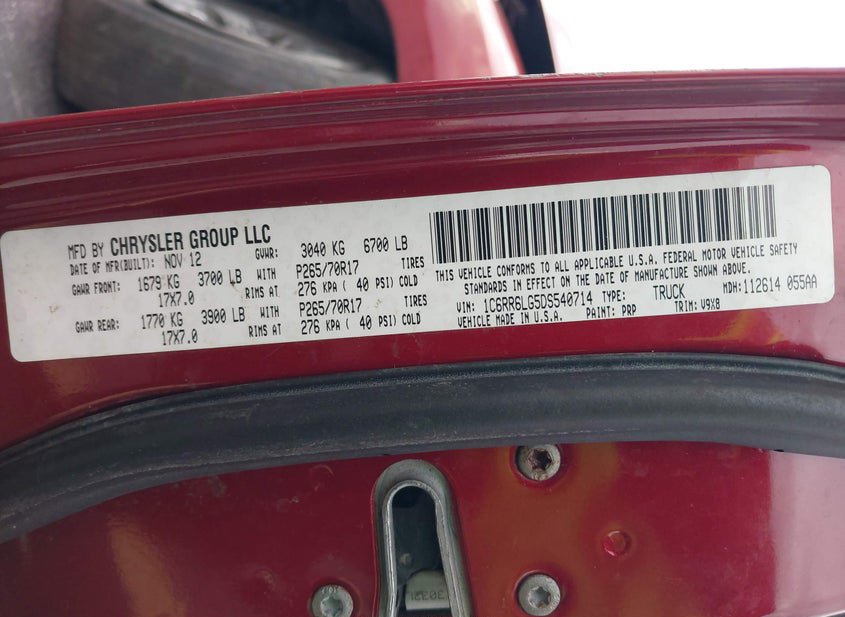 MFD BY CHRYSLER GROUP LLC
DATE OF MFR(BUILT): NOV 12 GVWR: 3040 KG 6700 LB
GAWR FRONT: 1679 KG 3700 LB WITH P265/70R17 TIRES
17X7.0 RIMS AT 276 KPA ( 40 PSI) COLD
GAWR REAR: 1770 KG 3900 LB WITH P265/70R17 TIRES
17X7.0 RIMS AT 276 KPA ( 40 PSI) COLD
THIS VEHICLE CONFORMS TO ALL APPLICABLE U.S.A. FEDERAL MOTOR VEHICLE SAFETY
STANDARDS IN EFFECT ON THE DATE OF MANUFACTURE SHOWN ABOVE.
VIN: 1C6RR6LG5DS540714 TYPE: TRUCK MDH: 112614 055AA
VEHICLE MADE IN U.S.A. PAINT: PRP TRIM: V9X8